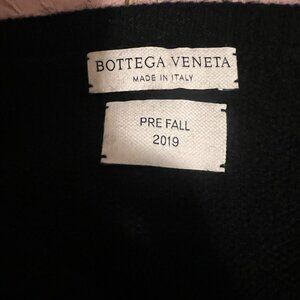 BOTTEGA VENETA
MADE IN ITALY
PRE FALL
2019